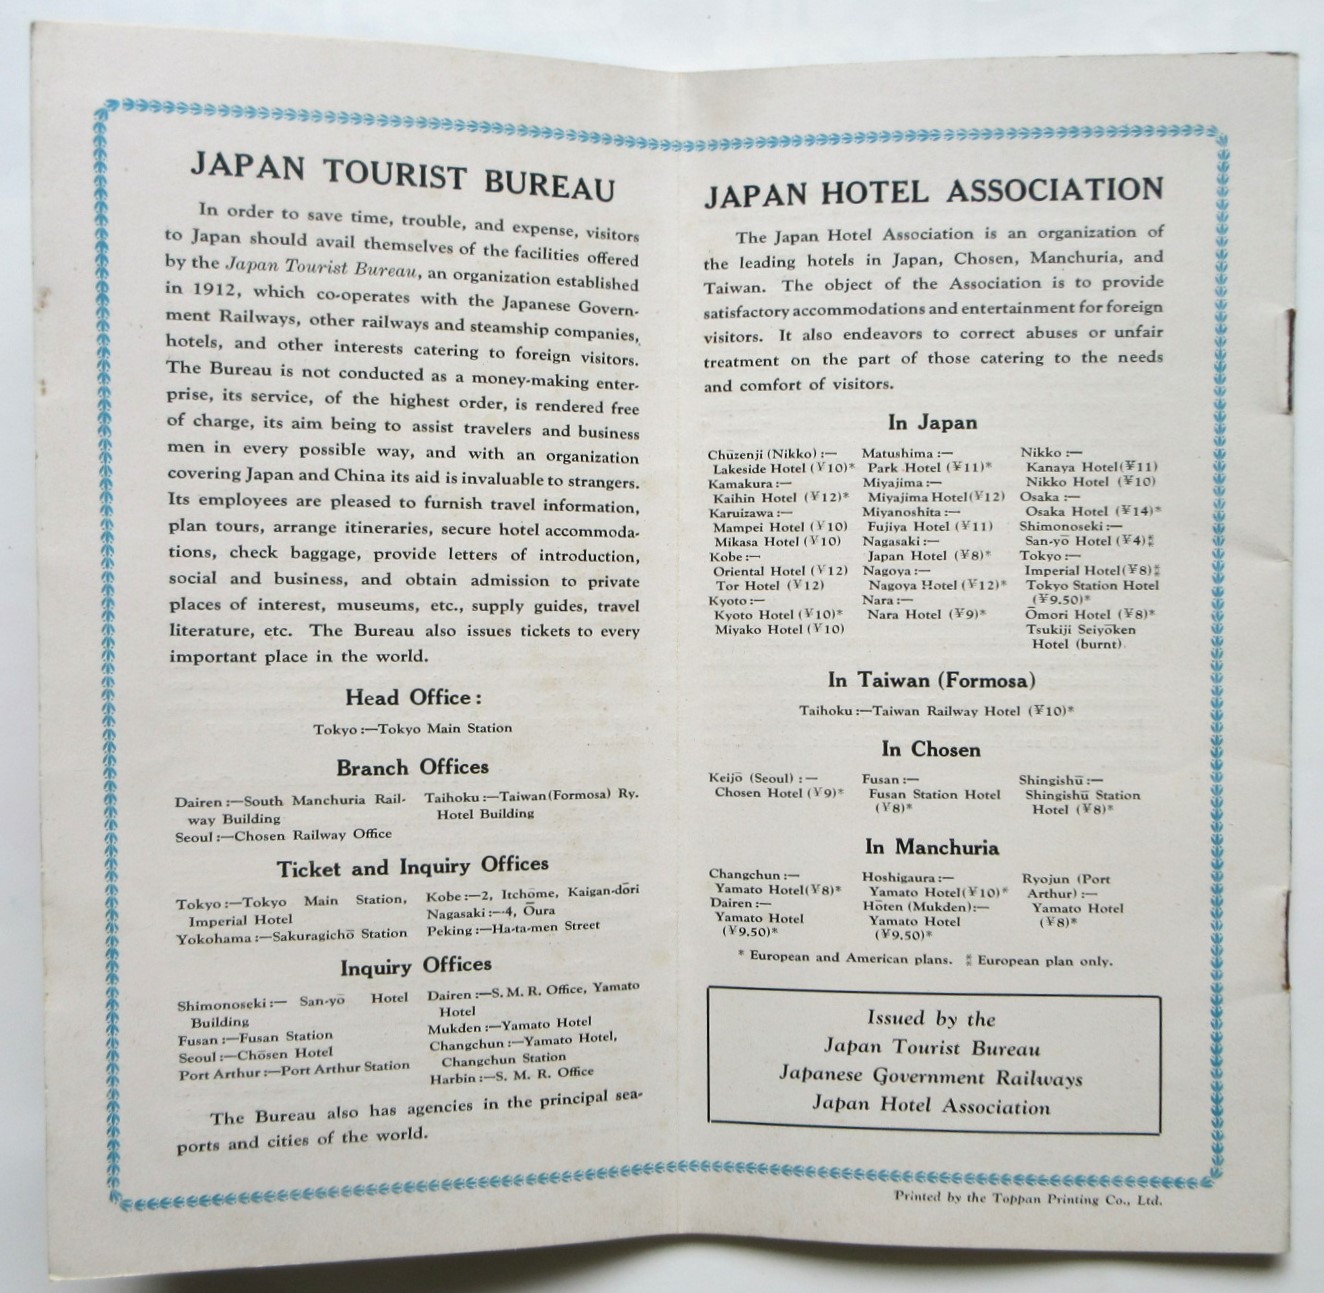 JAPAN TOURIST BUREAU
In order to save time, trouble, and expense, visitors
to Japan should avail themselves of the facilities offered
by the Japan Tourist Bureau, an organization established
in 1912, which co-operates with the Japanese Govern-
ment Railways, other railways and steamship companies,
hotels, and other interests catering to foreign visitors.
The Bureau is not conducted as a money-making enter-
prise, its service, of the highest order, is rendered free
of charge, its aim being to assist travelers and business
men in every possible way, and with an organization
covering Japan and China its aid is invaluable to strangers.
Its employees are pleased to furnish travel information,
plan tours, arrange itineraries, secure hotel accommoda-
tions, check baggage, provide letters of introduction,
social and business, and obtain admission to private
places of interest, museums, etc., supply guides, travel
literature, etc. The Bureau also issues tickets to every
important place in the world.
Head Office:
Tokyo:—Tokyo Main Station
Branch Offices
Dairen:—South Manchuria Rail-
way Building
Seoul:—Chosen Railway Office
Taihoku:—Taiwan(Formosa) Ry.
Hotel Building
Ticket and Inquiry Offices
Tokyo:—Tokyo Main Station,
Imperial Hotel
Yokohama:—Sakuragichō Station
Kobe:—2, Itchōme, Kaigan-dōri
Nagasaki:—4, Ōura
Peking:—Ha-ta-men Street
Inquiry Offices
Shimonoseki:— San-yō Hotel
Building
Fusan:—Fusan Station
Seoul:—Chōsen Hotel
Port Arthur:—Port Arthur Station
Dairen:—S. M. R. Office, Yamato
Hotel
Mukden:—Yamato Hotel
Changchun:—Yamato Hotel,
Changchun Station
Harbin:—S. M. R. Office
The Bureau also has agencies in the principal sea-
ports and cities of the world.
JAPAN HOTEL ASSOCIATION
The Japan Hotel Association is an organization of
the leading hotels in Japan, Chosen, Manchuria, and
Taiwan. The object of the Association is to provide
satisfactory accommodations and entertainment for foreign
visitors. It also endeavors to correct abuses or unfair
treatment on the part of those catering to the needs
and comfort of visitors.
In Japan
Chūzenji (Nikko):—
Lakeside Hotel (¥10)*
Kamakura:—
Kaihin Hotel (¥12)*
Karuizawa:—
Mampei Hotel (¥10)
Mikasa Hotel (¥10)
Kobe:—
Oriental Hotel (¥12)
Tor Hotel (¥12)
Kyoto:—
Kyoto Hotel (¥10)*
Miyako Hotel (¥10)
Matushima:—
Park Hotel (¥11)*
Miyajima:—
Miyajima Hotel(¥12)
Miyanoshita:—
Fujiya Hotel (¥11)
Nagasaki:—
Japan Hotel (¥8)*
Nagoya:—
Nagoya Hotel (¥12)*
Nara:—
Nara Hotel (¥9)*
Nikko:—
Kanaya Hotel(¥11)
Nikko Hotel (¥10)
Osaka:—
Osaka Hotel (¥14)*
Shimonoseki:—
San-yō Hotel (¥4)⁑
Tokyo:—
Imperial Hotel(¥8)⁑
Tokyo Station Hotel
(¥9.50)*
Ōmori Hotel (¥8)*
Tsukiji Seiyōken
Hotel (burnt)
In Taiwan (Formosa)
Taihoku:—Taiwan Railway Hotel (¥10)*
In Chosen
Keijō (Seoul):—
Chosen Hotel (¥9)*
Fusan:—
Fusan Station Hotel
(¥8)*
Shingishū:—
Shingishū Station
Hotel (¥8)*
In Manchuria
Changchun:—
Yamato Hotel(¥8)*
Dairen:—
Yamato Hotel
(¥9.50)*
Hoshigaura:—
Yamato Hotel(¥10)*
Hōten (Mukden):—
Yamato Hotel
(¥9.50)*
Ryojun (Port
Arthur):—
Yamato Hotel
(¥8)*
* European and American plans. ⁑ European plan only.
Issued by the
Japan Tourist Bureau
Japanese Government Railways
Japan Hotel Association
Printed by the Toppan Printing Co., Ltd.